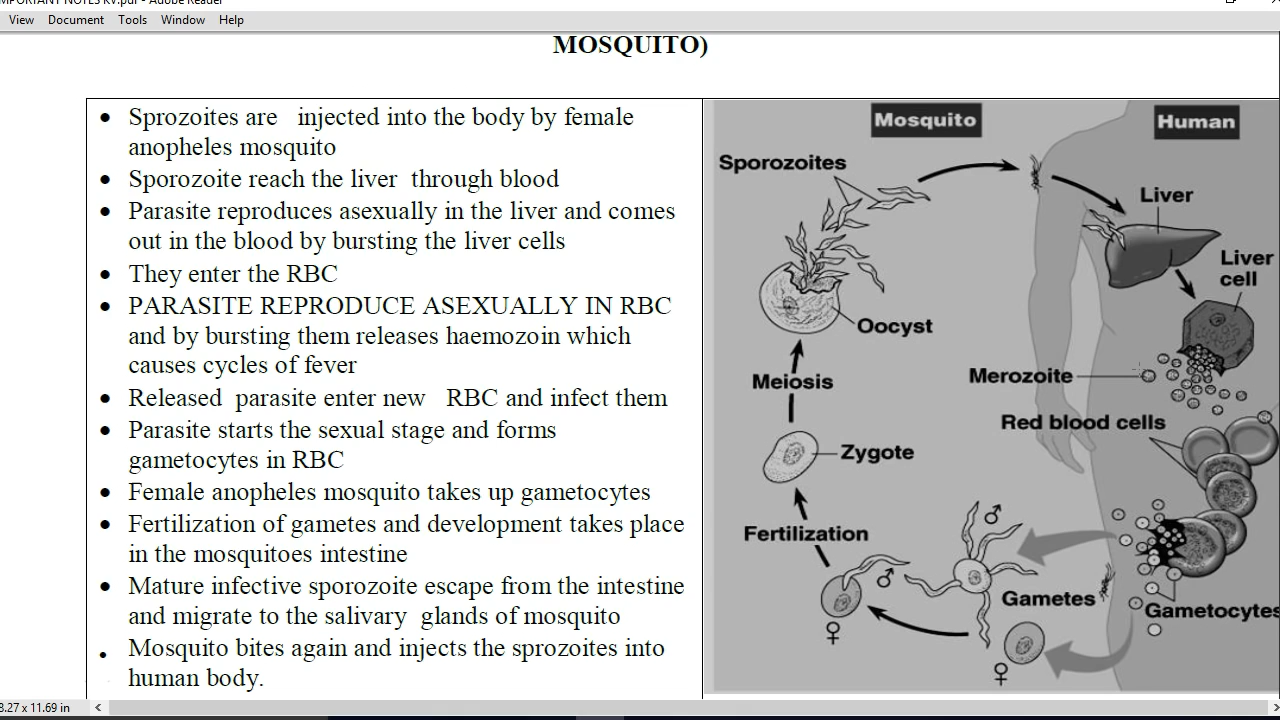 IMPORTANT NOTES KV.pdf - Adobe Reader
View Document Tools Window Help
MOSQUITO)
• Sprozoites are injected into the body by female
anopheles mosquito
• Sporozoite reach the liver through blood
• Parasite reproduces asexually in the liver and comes
out in the blood by bursting the liver cells
• They enter the RBC
• PARASITE REPRODUCE ASEXUALLY IN RBC
and by bursting them releases haemozoin which
causes cycles of fever
• Released parasite enter new RBC and infect them
• Parasite starts the sexual stage and forms
gametocytes in RBC
• Female anopheles mosquito takes up gametocytes
• Fertilization of gametes and development takes place
in the mosquitoes intestine
• Mature infective sporozoite escape from the intestine
and migrate to the salivary glands of mosquito
• Mosquito bites again and injects the sprozoites into
human body.
Mosquito
Human
Sporozoites
Liver
Liver
cell
Oocyst
Meiosis
Merozoite
Red blood cells
Zygote
Fertilization
♂
♂
Gametes
Gametocytes
♀
♀
8.27 x 11.69 in